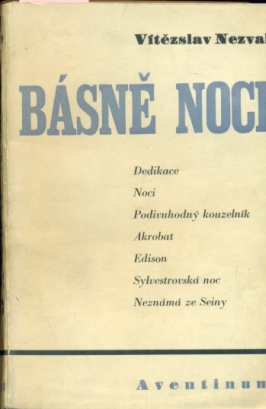 Vítězslav Nezval
BÁSNĚ NOCI
Dedikace
Noci
Podivuhodný kouzelník
Akrobat
Edison
Sylvestrovská noc
Neznámá ze Seiny
Aventinum